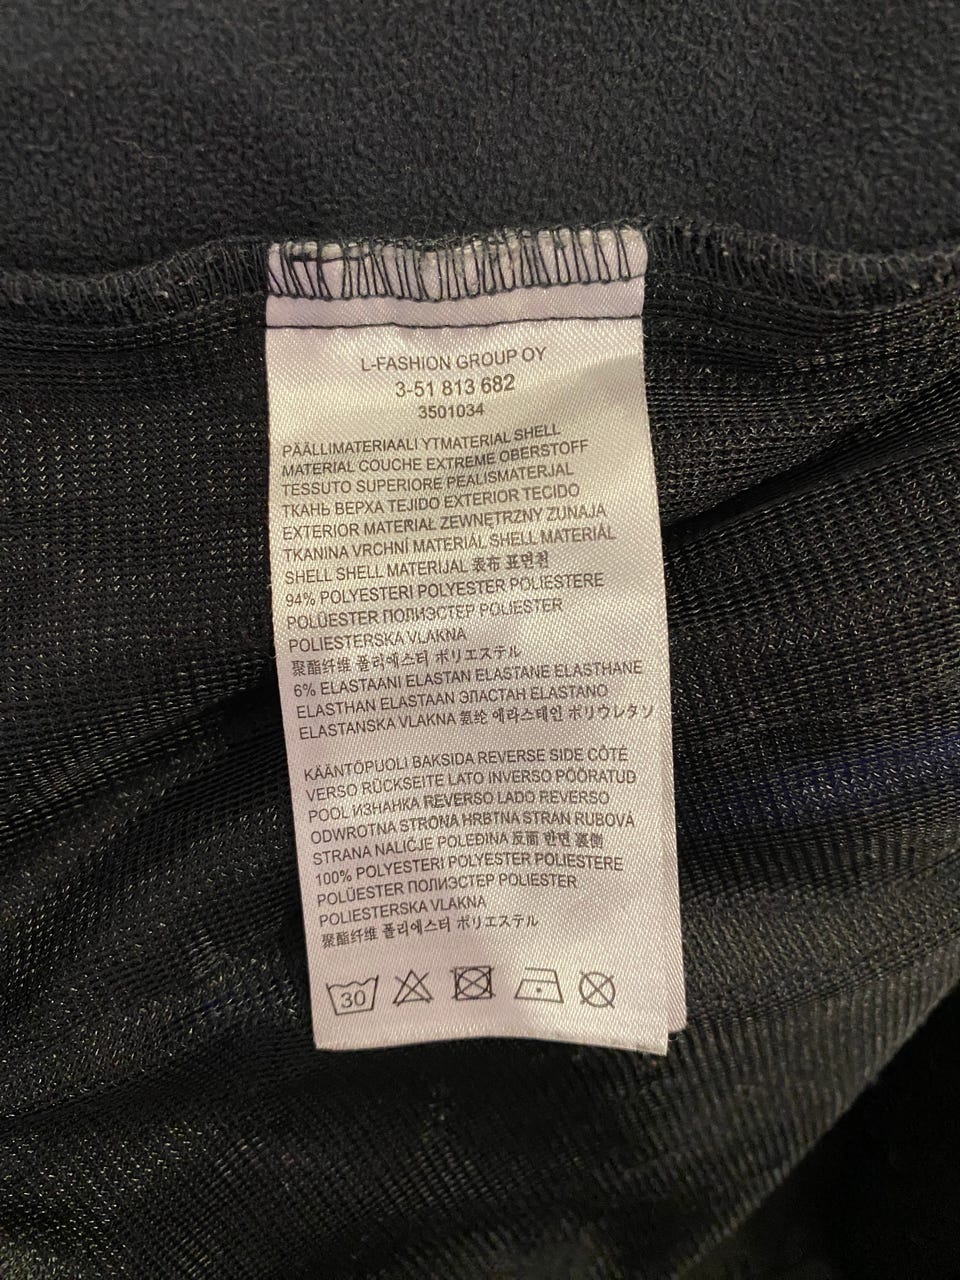 L-FASHION GROUP OY
3-51 813 682
3501034
PÄÄLLIMATERIAALI YTMATERIAL SHELL
MATERIAL COUCHE EXTREME OBERSTOFF
TESSUTO SUPERIORE PEALISMATERJAL
ТКАНЬ ВЕРХА TEJIDO EXTERIOR TECIDO
EXTERIOR MATERIAŁ ZEWNĘTRZNY ZUNAJA
TKANINA VRCHNÍ MATERIÁL SHELL MATERIÁL
SHELL SHELL MATERIJAL 表布 표면천
94% POLYESTERI POLYESTER POLIESTERE
POLÜESTER ПОЛИЭСТЕР POLIESTER
POLIESTERSKA VLAKNA
聚酯纤维 폴리에스터 ポリエステル
6% ELASTAANI ELASTAN ELASTANE ELASTHANE
ELASTHAN ELASTAAN ЭЛАСТАН ELASTANO
ELASTANSKA VLAKNA 氨纶 에라스테인 ポリウレタン
KÄÄNTÖPUOLI BAKSIDA REVERSE SIDE CÔTÉ
VERSO RÜCKSEITE LATO INVERSO PÖÖRATUD
POOL ИЗНАНКА REVERSO LADO REVERSO
ODWROTNA STRONA HRBTNA STRAN RUBOVÁ
STRANA NALIČJE POLEĐINA 反面 반면 裏側
100% POLYESTERI POLYESTER POLIESTERE
POLÜESTER ПОЛИЭСТЕР POLIESTER
POLIESTERSKA VLAKNA
聚酯纤维 폴리에스터 ポリエステル
30